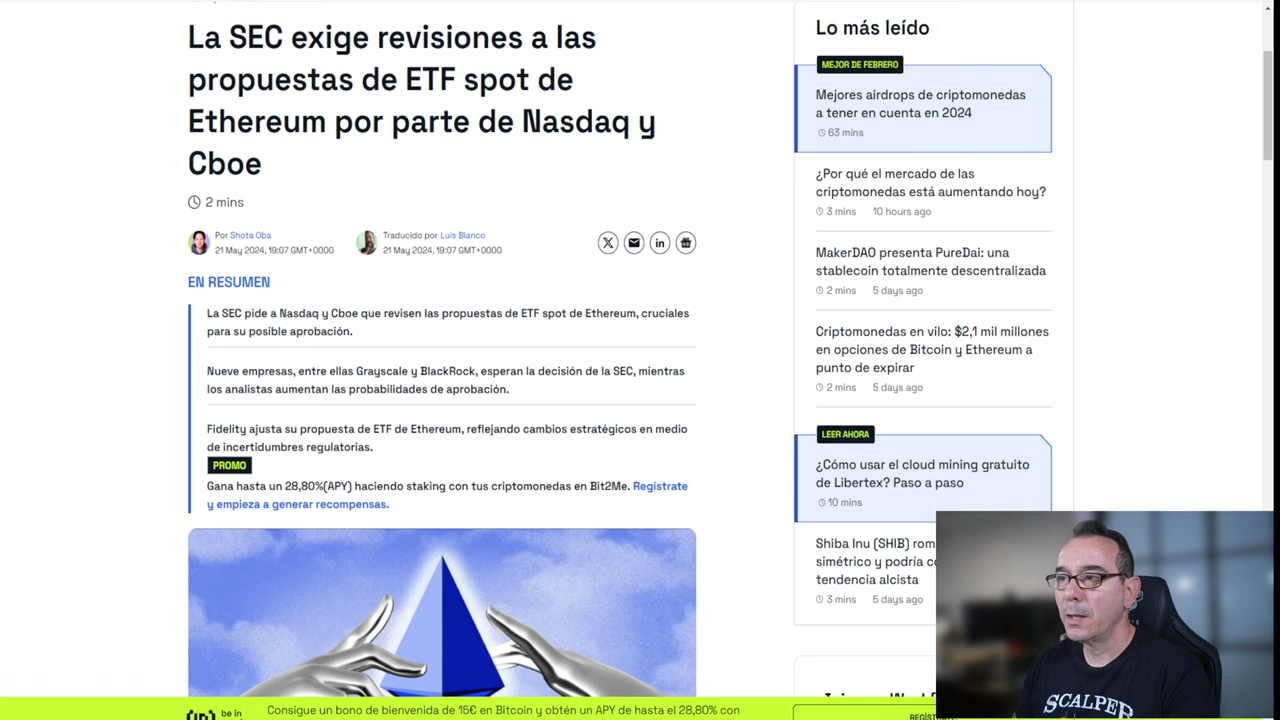 La SEC exige revisiones a las
propuestas de ETF spot de
Ethereum por parte de Nasdaq y
Cboe
2 mins
Por Shota Oba
21 May 2024, 19:07 GMT+0000
Traducido por Luis Blanco
21 May 2024, 19:07 GMT+0000
EN RESUMEN
La SEC pide a Nasdaq y Cboe que revisen las propuestas de ETF spot de Ethereum, cruciales
para su posible aprobación.
Nueve empresas, entre ellas Grayscale y BlackRock, esperan la decisión de la SEC, mientras
los analistas aumentan las probabilidades de aprobación.
Fidelity ajusta su propuesta de ETF de Ethereum, reflejando cambios estratégicos en medio
de incertidumbres regulatorias.
PROMO
Gana hasta un 28,80%(APY) haciendo staking con tus criptomonedas en Bit2Me. Regístrate
y empieza a generar recompensas.
Lo más leído
MEJOR DE FEBRERO
Mejores airdrops de criptomonedas
a tener en cuenta en 2024
63 mins
¿Por qué el mercado de las
criptomonedas está aumentando hoy?
3 mins 10 hours ago
MakerDAO presenta PureDai: una
stablecoin totalmente descentralizada
2 mins 5 days ago
Criptomonedas en vilo: $2,1 mil millones
en opciones de Bitcoin y Ethereum a
punto de expirar
2 mins 5 days ago
LEER AHORA
¿Cómo usar el cloud mining gratuito
de Libertex? Paso a paso
10 mins
Shiba Inu (SHIB) rom
simétrico y podría co
tendencia alcista
3 mins 5 days ago
SCALPER
be in
Consigue un bono de bienvenida de 15€ en Bitcoin y obtén un APY de hasta el 28,80% con